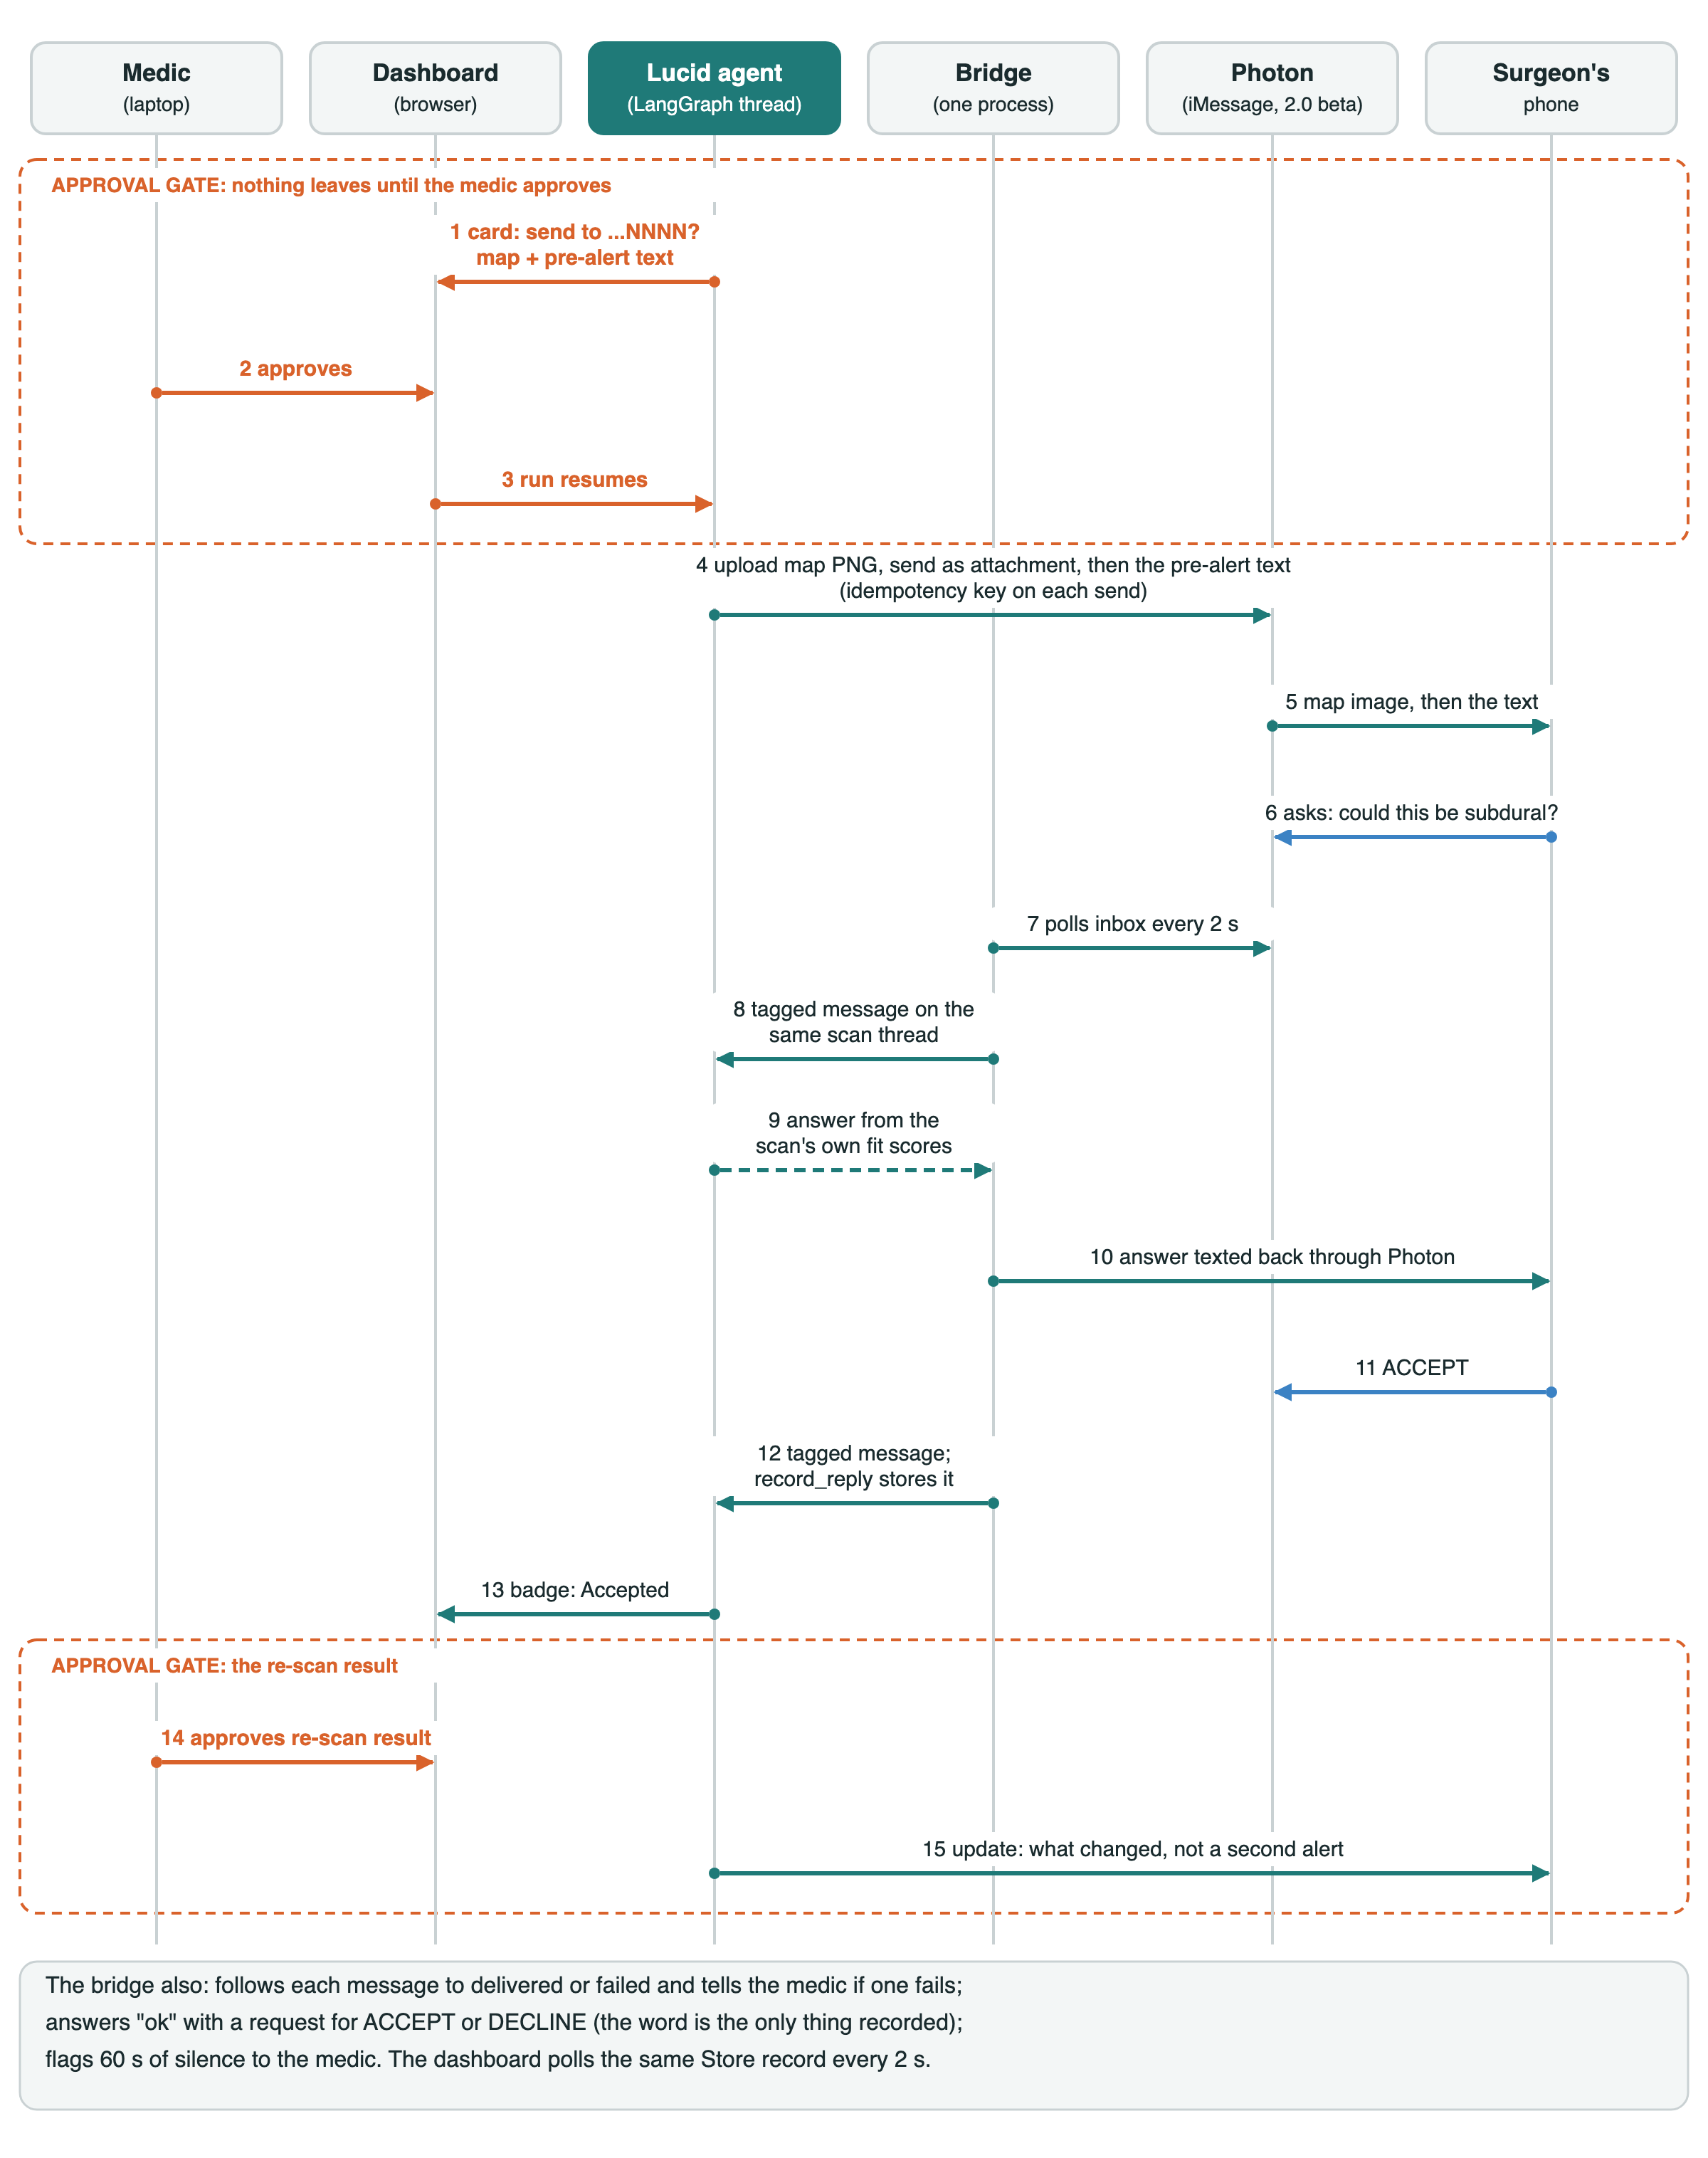 Medic
(laptop)
Dashboard
(browser)
Lucid agent
(LangGraph thread)
Bridge
(one process)
Photon
(iMessage, 2.0 beta)
Surgeon's
phone
APPROVAL GATE: nothing leaves until the medic approves
1 card: send to ...NNNN?
map + pre-alert text
2 approves
3 run resumes
4 upload map PNG, send as attachment, then the pre-alert text
(idempotency key on each send)
5 map image, then the text
6 asks: could this be subdural?
7 polls inbox every 2 s
8 tagged message on the
same scan thread
9 answer from the
scan's own fit scores
10 answer texted back through Photon
11 ACCEPT
12 tagged message;
record_reply stores it
13 badge: Accepted
APPROVAL GATE: the re-scan result
14 approves re-scan result
15 update: what changed, not a second alert
The bridge also: follows each message to delivered or failed and tells the medic if one fails;
answers "ok" with a request for ACCEPT or DECLINE (the word is the only thing recorded);
flags 60 s of silence to the medic. The dashboard polls the same Store record every 2 s.